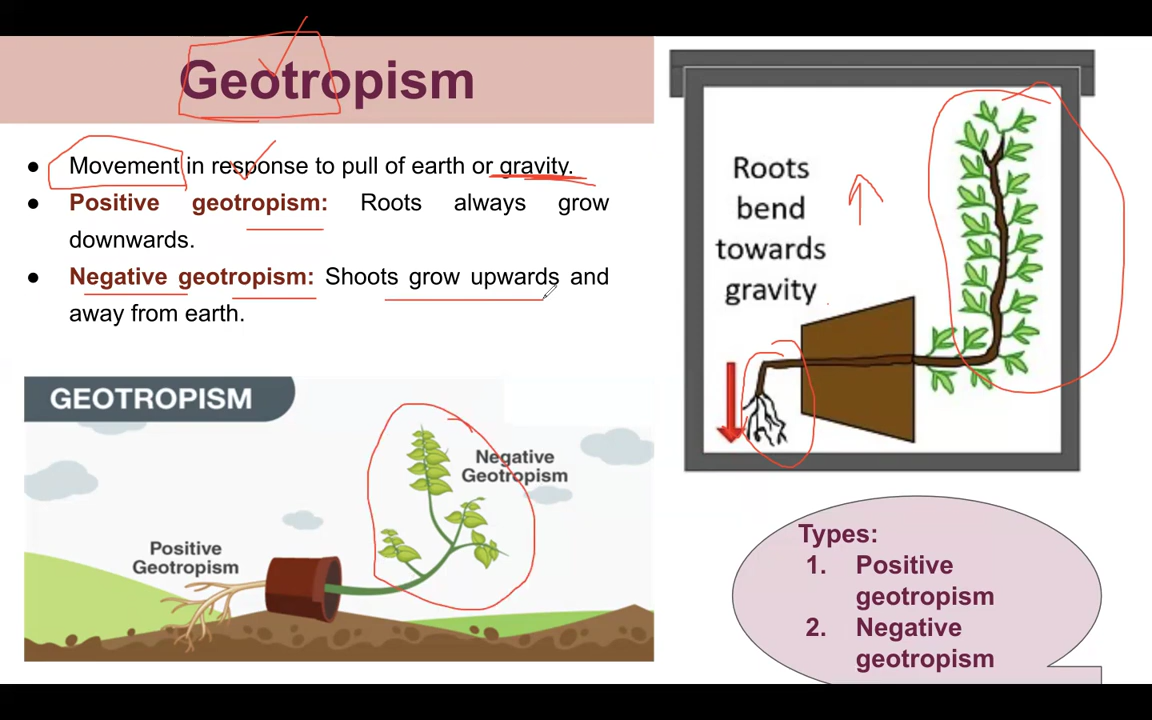 Geotropism
● Movement in response to pull of earth or gravity.
● Positive geotropism: Roots always grow
downwards.
● Negative geotropism: Shoots grow upwards and
away from earth.
Roots
bend
towards
gravity
GEOTROPISM
Negative
Geotropism
Positive
Geotropism
Types:
1. Positive
geotropism
2. Negative
geotropism